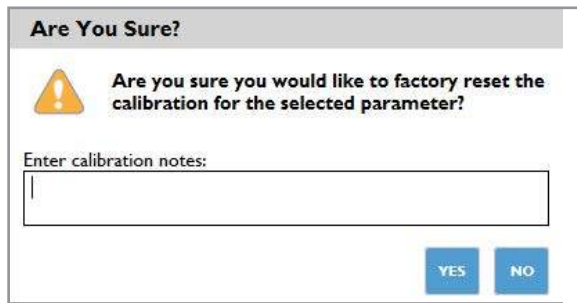 Are You Sure?
Are you sure you would like to factory reset the
calibration for the selected parameter?
Enter calibration notes:
YES NO